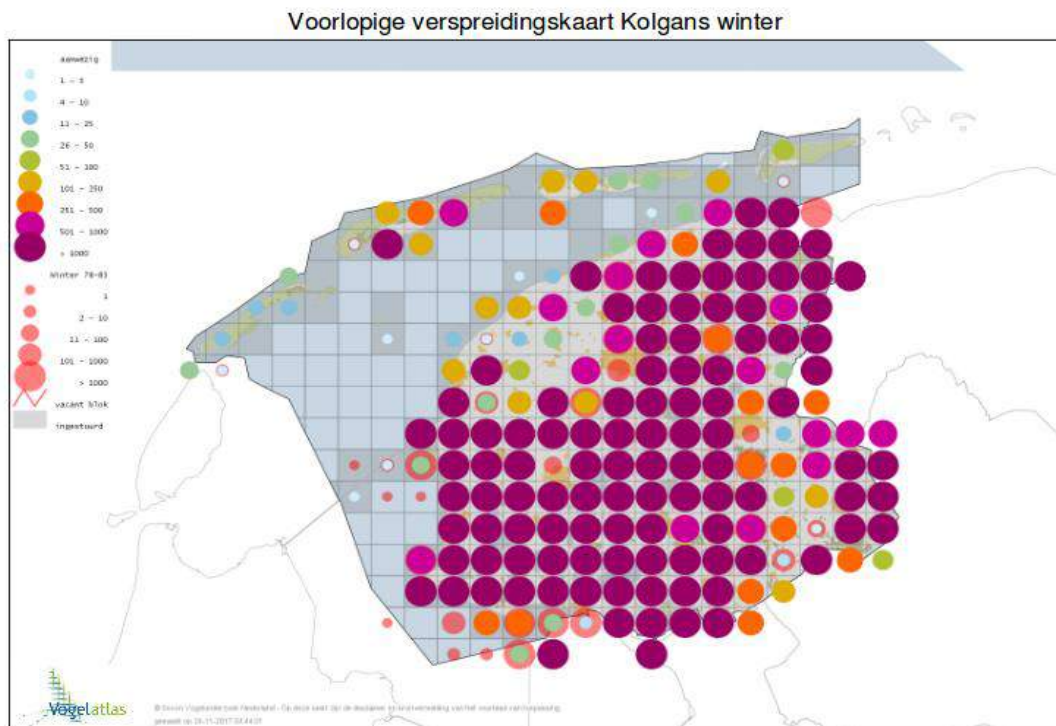 Voorlopige verspreidingskaart Kolgans winter
aanwezig
1 - 3
4 - 10
11 - 25
26 - 50
51 - 100
101 - 250
251 - 500
501 - 1000
> 1000
Winter 78-83
1
2 - 10
11 - 100
101 - 1000
> 1000
vacant blok
ingestuurd
Vogelatlas